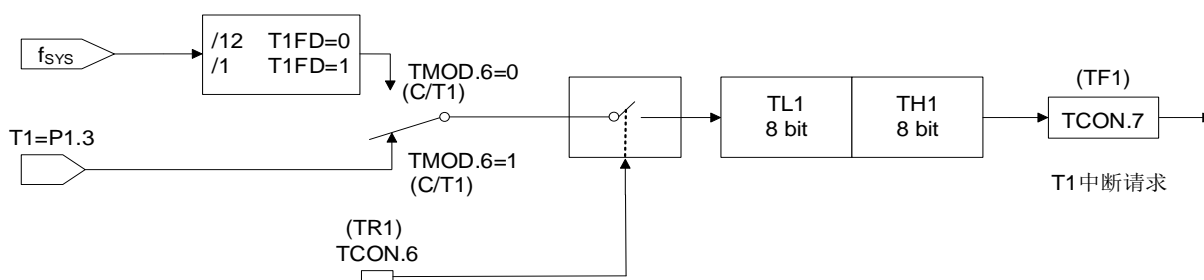 fSYS
/12 T1FD=0
/1 T1FD=1
TMOD.6=0
(C/T1)
T1=P1.3
TMOD.6=1
(C/T1)
(TR1)
TCON.6
TL1
8 bit
TH1
8 bit
(TF1)
TCON.7
T1中断请求